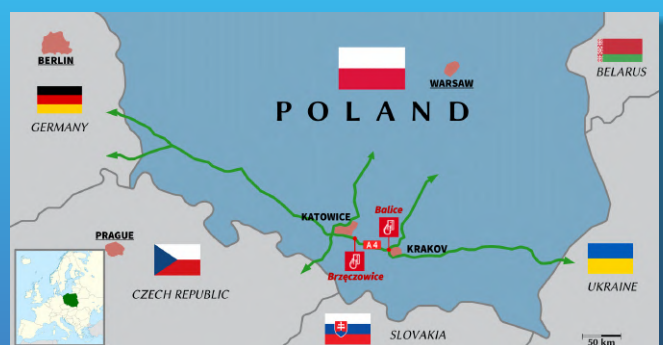 BERLIN
GERMANY
WARSAW
BELARUS
POLAND
KATOWICE
Balice
A4
KRAKOV
Brzęczowice
PRAGUE
CZECH REPUBLIC
UKRAINE
SLOVAKIA
50 km